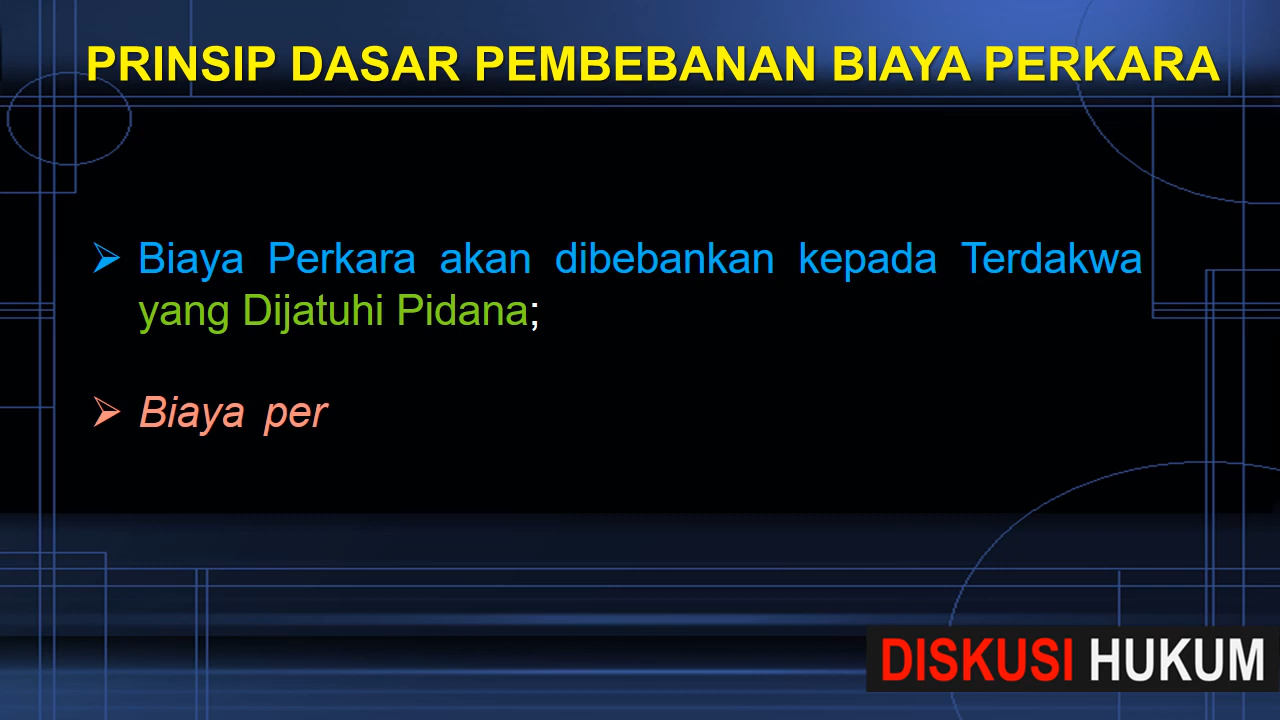 PRINSIP DASAR PEMBEBANAN BIAYA PERKARA
Biaya Perkara akan dibebankan kepada Terdakwa
yang Dijatuhi Pidana;
Biaya per
DISKUSI HUKUM